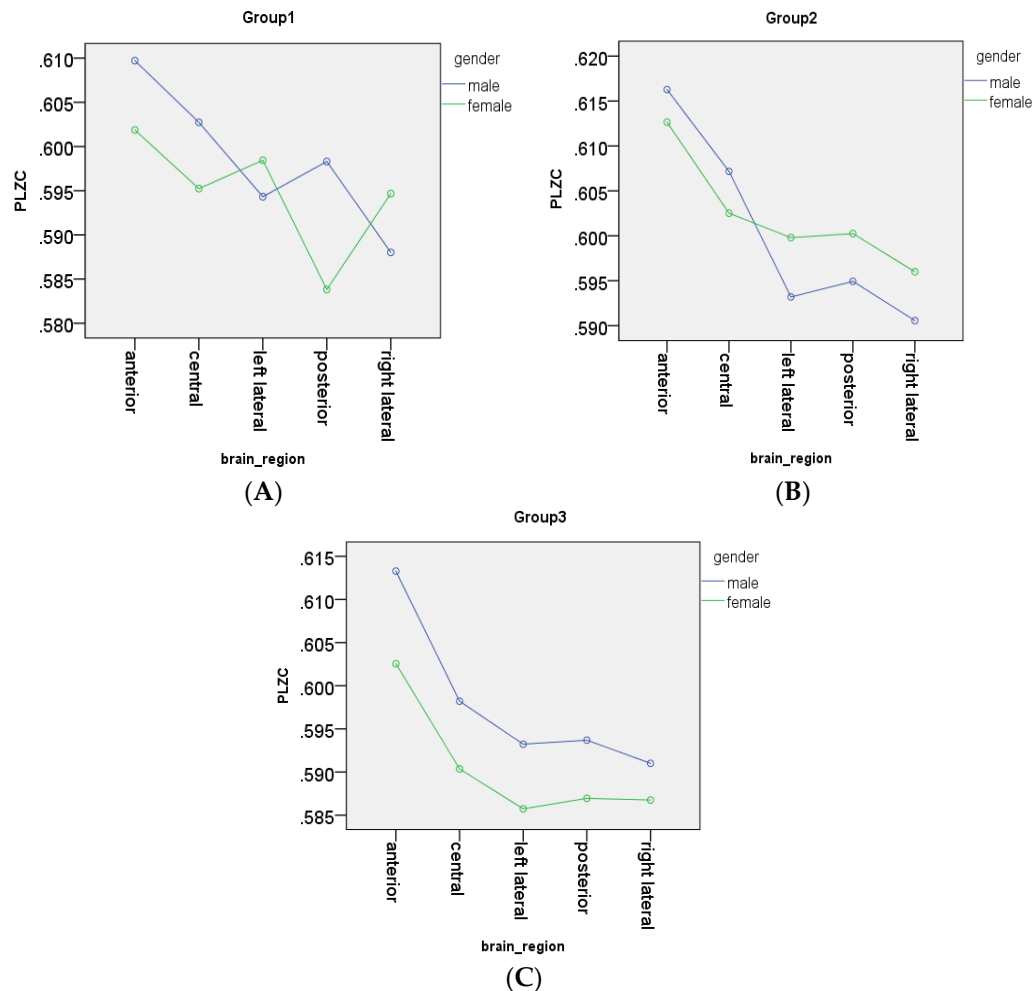 Group1
gender
male
female
PLZC
.610
.605
.600
.595
.590
.585
.580
anterior
central
left lateral
posterior
right lateral
brain_region
(A)
Group2
gender
male
female
PLZC
.620
.615
.610
.605
.600
.595
.590
anterior
central
left lateral
posterior
right lateral
brain_region
(B)
Group3
gender
male
female
PLZC
.615
.610
.605
.600
.595
.590
.585
anterior
central
left lateral
posterior
right lateral
brain_region
(C)